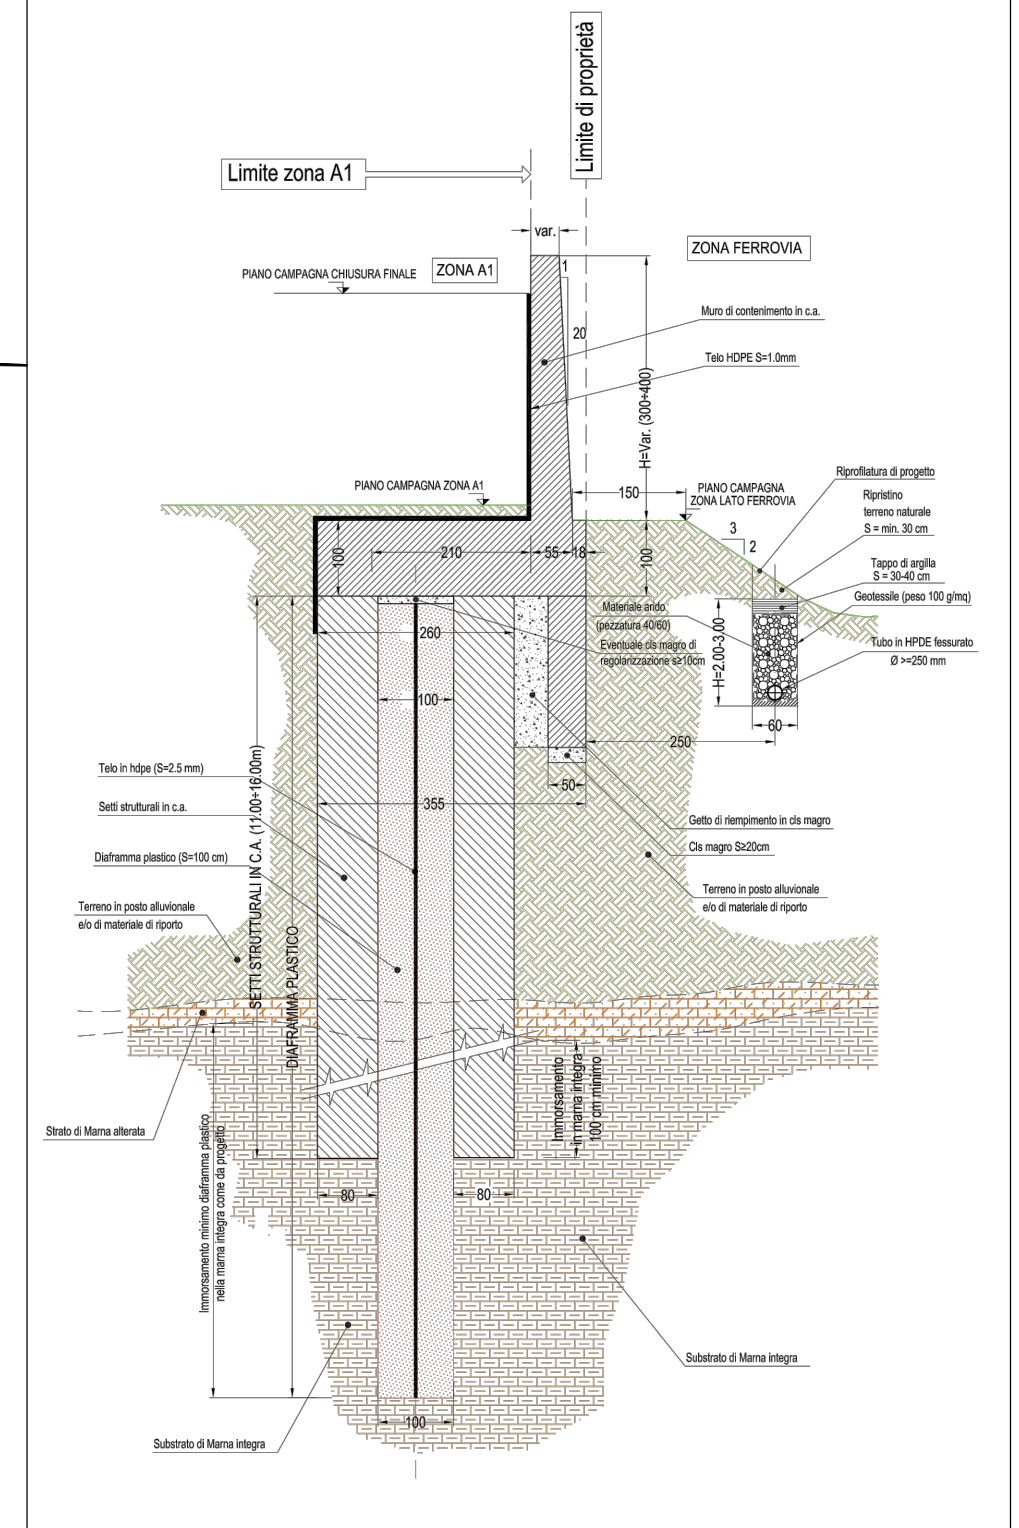 Limite di proprietà
Limite zona A1
var.
ZONA FERROVIA
ZONA A1
PIANO CAMPAGNA CHIUSURA FINALE
1
20
Muro di contenimento in c.a.
Telo HDPE S=1.0mm
H=Var. (300÷400)
PIANO CAMPAGNA ZONA A1
150
PIANO CAMPAGNA
ZONA LATO FERROVIA
Riprofilatura di progetto
Ripristino
terreno naturale
S = min. 30 cm
3
2
Tappo di argilla
S = 30-40 cm
Geotessile (peso 100 g/mq)
100
210
55
18
100
Materiale arido
(pezzatura 40/60)
Eventuale cls magro di
regolarizzazione s≥10cm
H=2.00-3.00
Tubo in HPDE fessurato
Ø >=250 mm
260
100
60
250
50
355
Telo in hdpe (S=2.5 mm)
Setti strutturali in c.a.
Diaframma plastico (S=100 cm)
Getto di riempimento in cls magro
Cls magro S≥20cm
Terreno in posto alluvionale
e/o di materiale di riporto
Terreno in posto alluvionale
e/o di materiale di riporto
SETTI STRUTTURALI IN C.A. (11.00÷16.00m)
DIAFRAMMA PLASTICO
Immorsamento
in marna integra
100 cm minimo
Strato di Marna alterata
Immorsamento minimo diaframma plastico
nella marna integra come da progetto
80
80
Substrato di Marna integra
100
Substrato di Marna integra